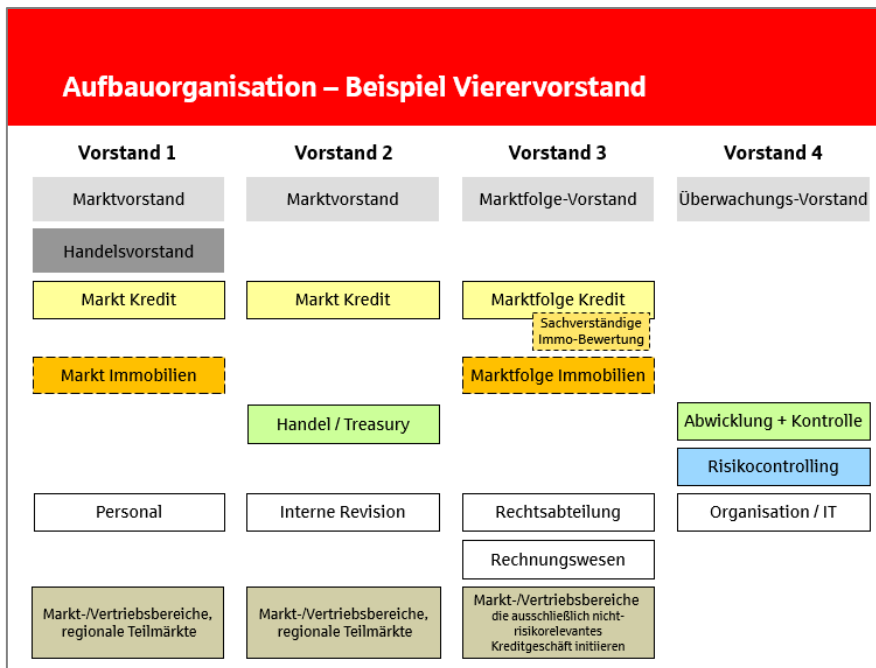 Aufbauorganisation – Beispiel Vierervorstand
Vorstand 1
Vorstand 2
Vorstand 3
Vorstand 4
Marktvorstand
Marktvorstand
Marktfolge-Vorstand
Überwachungs-Vorstand
Handelsvorstand
Markt Kredit
Markt Kredit
Marktfolge Kredit
Sachverständige
Immo-Bewertung
Markt Immobilien
Marktfolge Immobilien
Handel / Treasury
Abwicklung + Kontrolle
Risikocontrolling
Personal
Interne Revision
Rechtsabteilung
Organisation / IT
Rechnungswesen
Markt-/Vertriebsbereiche,
regionale Teilmärkte
Markt-/Vertriebsbereiche,
regionale Teilmärkte
Markt-/Vertriebsbereiche
die ausschließlich nicht-
risikorelevantes
Kreditgeschäft initiieren